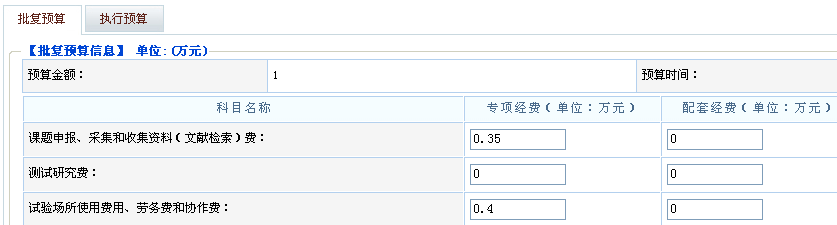 批复预算 执行预算
【批复预算信息】 单位:(万元)
预算金额： 1 预算时间：
科目名称 专项经费(单位：万元) 配套经费(单位：万元)
课题申报、采集和收集资料(文献检索)费： 0.35 0
测试研究费： 0 0
试验场所使用费用、劳务费和协作费： 0.4 0